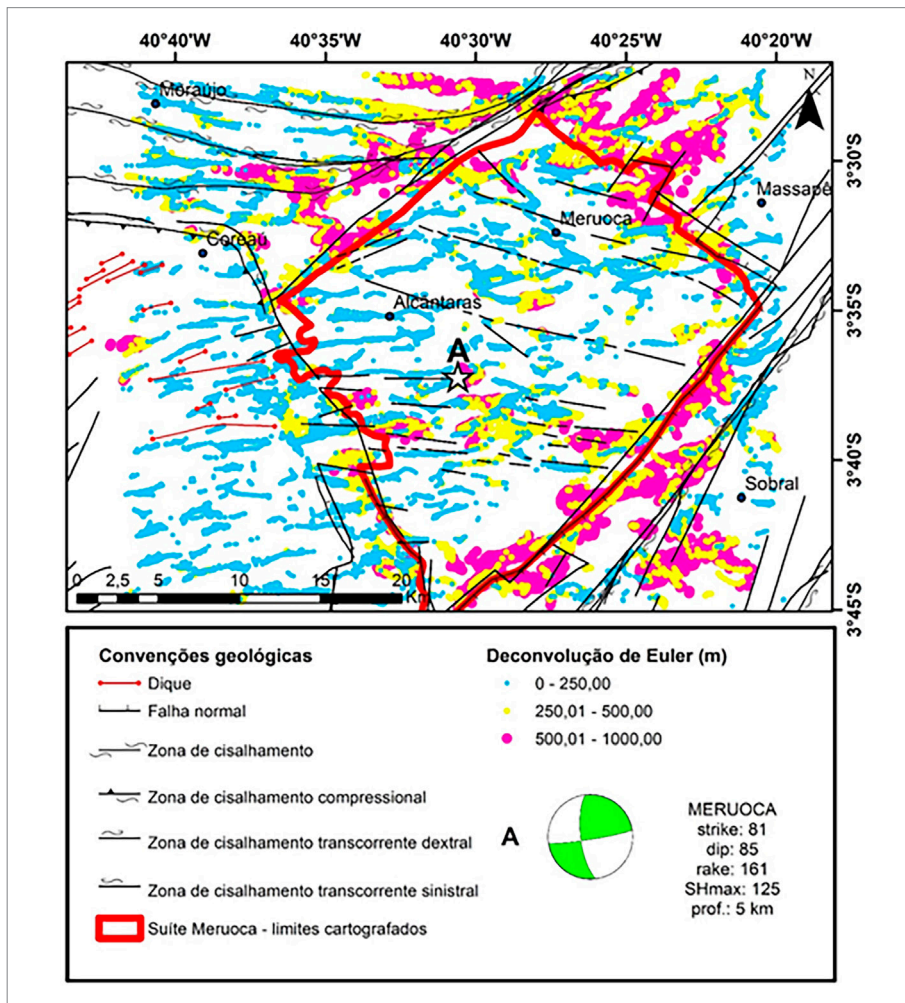 40°40'W 40°35'W 40°30'W 40°25'W 40°20'W
N
Moraújo
3°30'S
Massapê
Meruoca
Coreaú
Alcântaras
3°35'S
A
3°40'S
Sobral
0 2,5 5 10 15 20
Km
3°45'S
Convenções geológicas
Dique
Falha normal
Zona de cisalhamento
Zona de cisalhamento compressional
Zona de cisalhamento transcorrente dextral
Zona de cisalhamento transcorrente sinistral
Suíte Meruoca - limites cartografados
Deconvolução de Euler (m)
0 - 250,00
250,01 - 500,00
500,01 - 1000,00
A
MERUOCA
strike: 81
dip: 85
rake: 161
SHmax: 125
prof.: 5 km